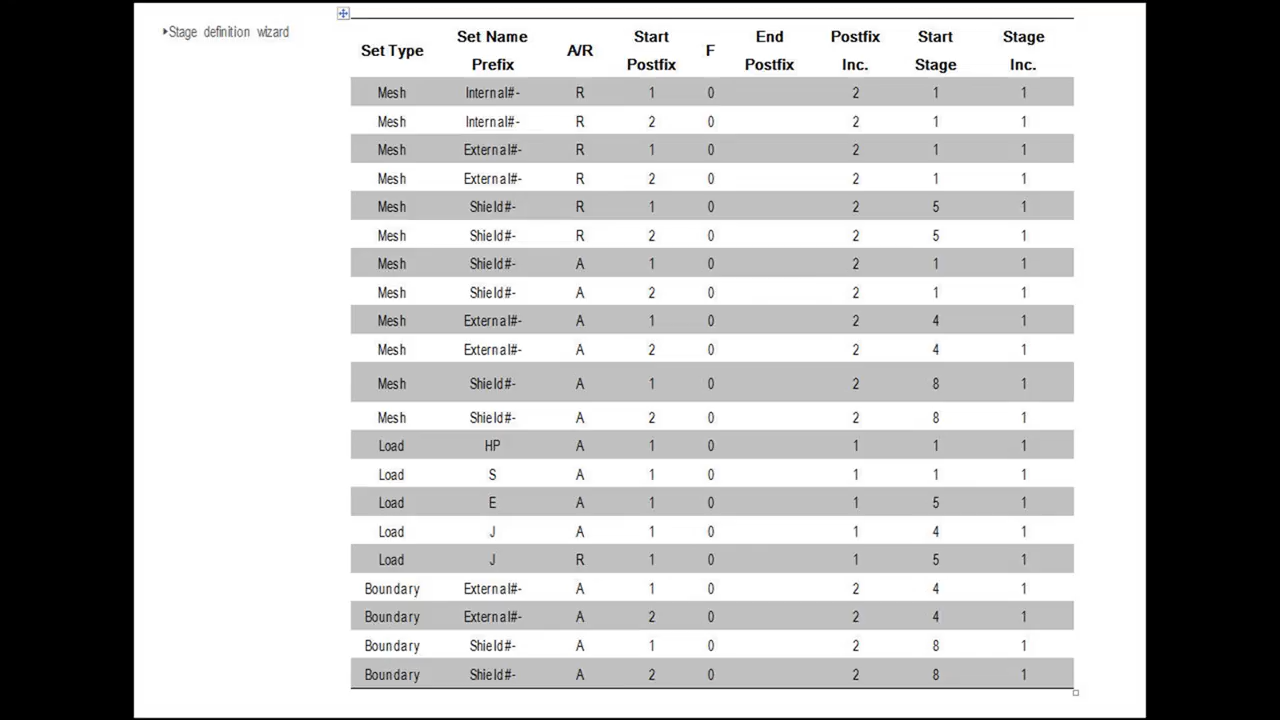 ▸Stage definition wizard
Set Type Set Name Prefix A/R Start Postfix F End Postfix Postfix Inc. Start Stage Stage Inc.
Mesh Internal#- R 1 0 2 1 1
Mesh Internal#- R 2 0 2 1 1
Mesh External#- R 1 0 2 1 1
Mesh External#- R 2 0 2 1 1
Mesh Shield#- R 1 0 2 5 1
Mesh Shield#- R 2 0 2 5 1
Mesh Shield#- A 1 0 2 1 1
Mesh Shield#- A 2 0 2 1 1
Mesh External#- A 1 0 2 4 1
Mesh External#- A 2 0 2 4 1
Mesh Shield#- A 1 0 2 8 1
Mesh Shield#- A 2 0 2 8 1
Load HP A 1 0 1 1 1
Load S A 1 0 1 1 1
Load E A 1 0 1 5 1
Load J A 1 0 1 4 1
Load J R 1 0 1 5 1
Boundary External#- A 1 0 2 4 1
Boundary External#- A 2 0 2 4 1
Boundary Shield#- A 1 0 2 8 1
Boundary Shield#- A 2 0 2 8 1